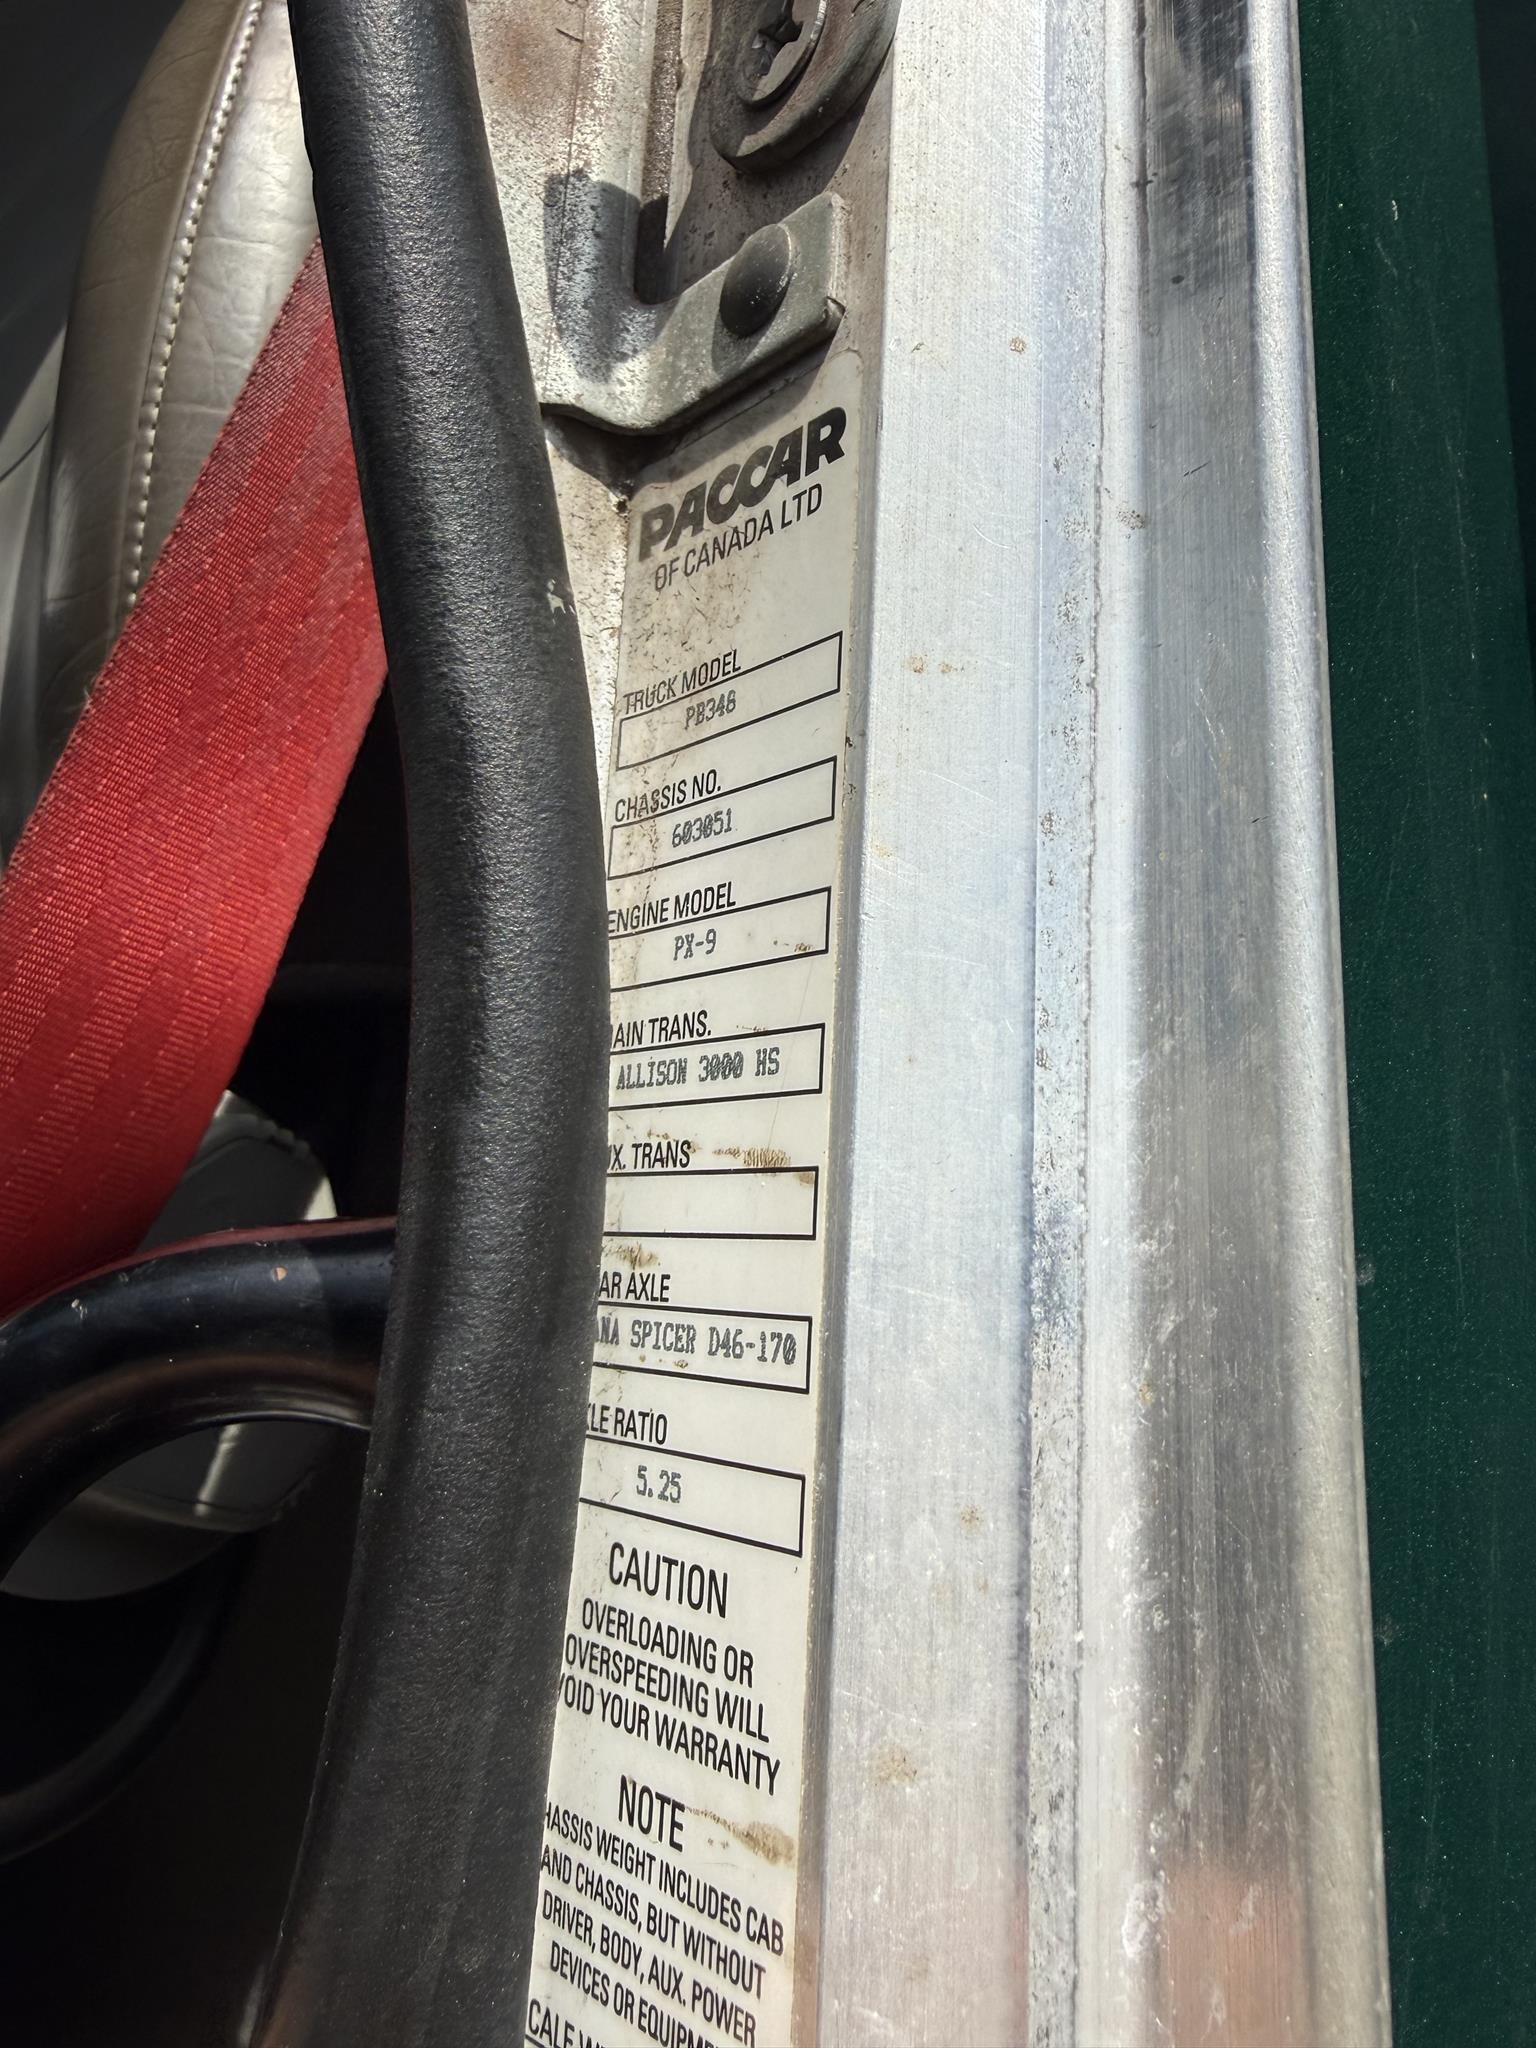 PACCAR
OF CANADA LTD
TRUCK MODEL
PB348
CHASSIS NO.
603051
ENGINE MODEL
PX-9
AIN TRANS.
ALLISON 3000 HS
X. TRANS
AR AXLE
ANA SPICER D46-170
LE RATIO
5.25
CAUTION
OVERLOADING OR
OVERSPEEDING WILL
VOID YOUR WARRANTY
NOTE
HASSIS WEIGHT INCLUDES CAB
AND CHASSIS, BUT WITHOUT
DRIVER, BODY, AUX. POWER
DEVICES OR EQUIPM